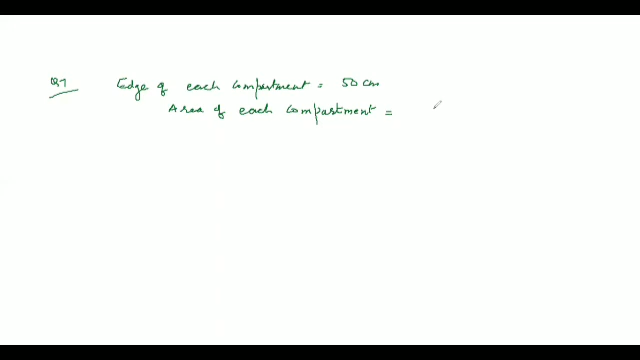 Q7 Edge of each compartment = 50 cm
Area of each compartment =